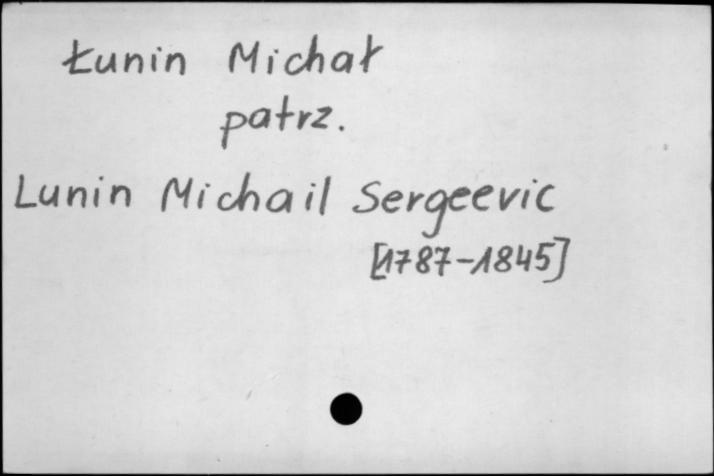 Łunin Michał
patrz.
Lunin Michail Sergeevic
[1787-1845]